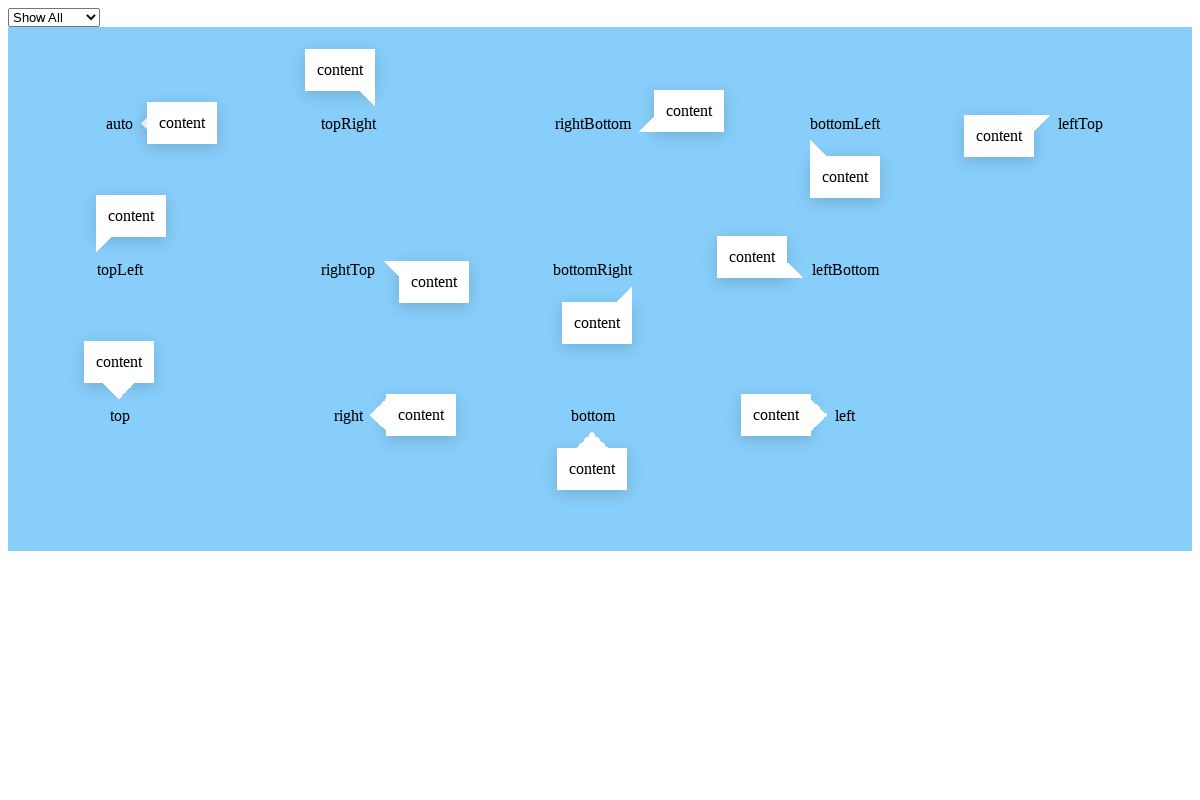 Show All
content
auto
content
topRight
rightBottom
content
bottomLeft
content
content
leftTop
content
topLeft
rightTop
content
bottomRight
content
content
leftBottom
content
top
right
content
bottom
content
content
left